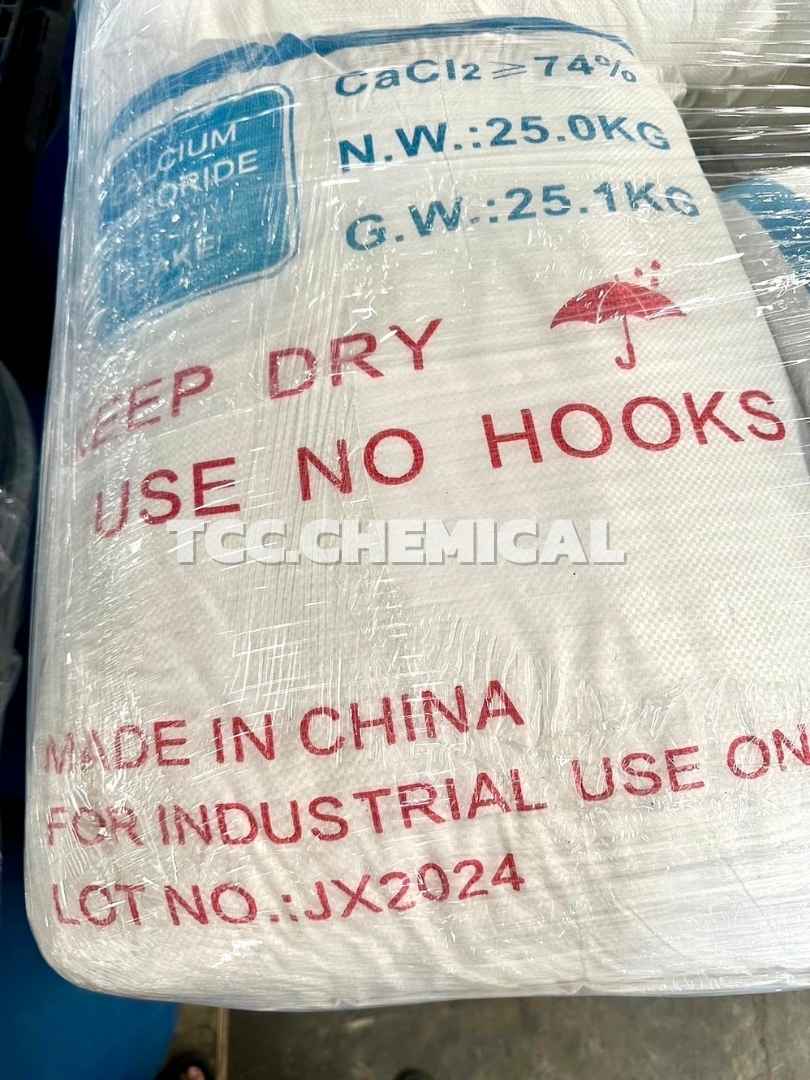 CaCl2≥74%
CALCIUM
CHLORIDE
FLAKE
N.W.:25.0KG
G.W.:25.1KG
KEEP DRY
USE NO HOOKS
TCC.CHEMICAL
MADE IN CHINA
FOR INDUSTRIAL USE ON
LOT NO.:JX2024